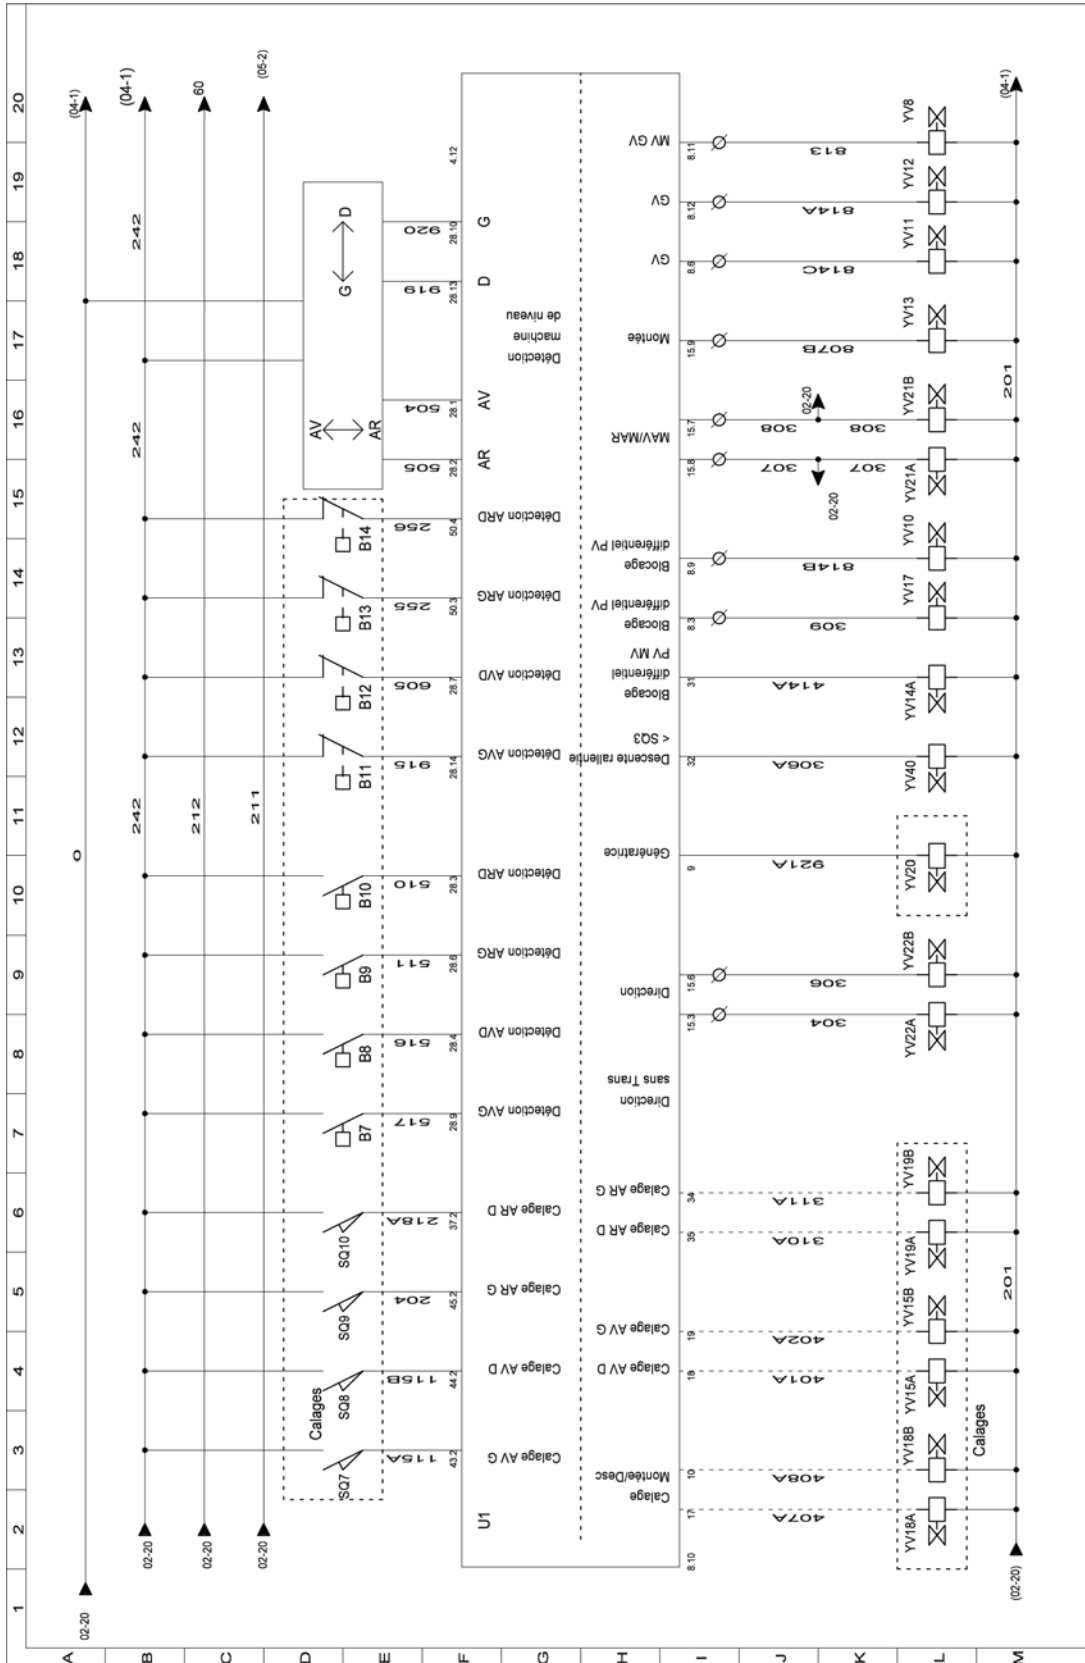 1 2 3 4 5 6 7 8 9 10 11 12 13 14 15 16 17 18 19 20
A
B
C
D
E
F
G
H
I
J
K
L
M
02-20
0
(04-1)
02-20
242
242
242
(04-1)
02-20
212
60
02-20
211
(05-2)
Calages
SQ7
SQ8
SQ9
SQ10
B7
B8
B9
B10
B11
B12
B13
B14
AV
AR
G
D
115A
115B
204
218A
517
516
511
510
915
605
255
256
505
504
919
920
43.2
44.2
45.2
37.2
28.9
28.4
28.6
28.3
28.14
28.7
50.3
50.4
28.2
28.1
28.13
28.10
4.12
U1
Calage AV G
Calage AV D
Calage AR G
Calage AR D
Détection AVG
Détection AVD
Détection ARG
Détection ARD
Détection AVG
Détection AVD
Détection ARG
Détection ARD
AR
AV
Détection
machine
de niveau
D
G
Calage
Montée/Desc
Calage AV D
Calage AV G
Calage AR D
Calage AR G
Direction
sans Trans
Direction
Génératrice
Descente ralientie
< SQ3
Blocage
différentiel
PV MV
Blocage
différentiel PV
Blocage
différentiel PV
MAV/MAR
Montée
GV
GV
MV GV
8.10
17
10
18
19
35
34
15.3
15.6
9
32
31
8.3
8.9
15.8
15.7
15.9
8.6
8.12
8.11
407A
408A
401A
402A
310A
311A
304
306
921A
306A
414A
309
814B
307
307
02-20
308
308
02-20
807B
814C
814A
813
YV18A
YV18B
YV15A
YV15B
YV19A
YV19B
YV22A
YV22B
YV20
YV40
YV14A
YV17
YV10
YV21A
YV21B
YV13
YV11
YV12
YV8
Calages
(02-20)
201
201
(04-1)